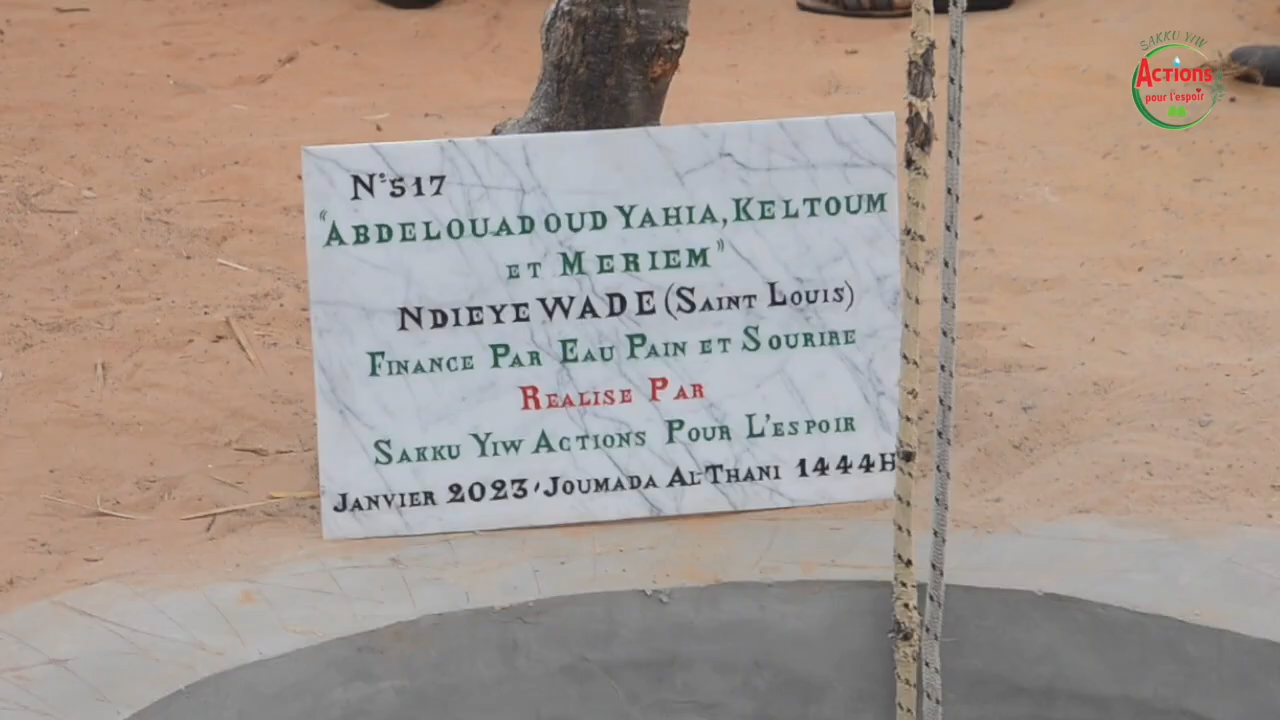 N°517
"ABDELOUADOUD YAHIA, KELTOUM
ET MERIEM"
NDIEYE WADE (SAINT LOUIS)
FINANCE PAR EAU PAIN ET SOURIRE
REALISE PAR
SAKKU YIW ACTIONS POUR L'ESPOIR
JANVIER 2023, JOUMADA AL-THANI 1444H
SAKKU YIW
Actions
pour l'espoir